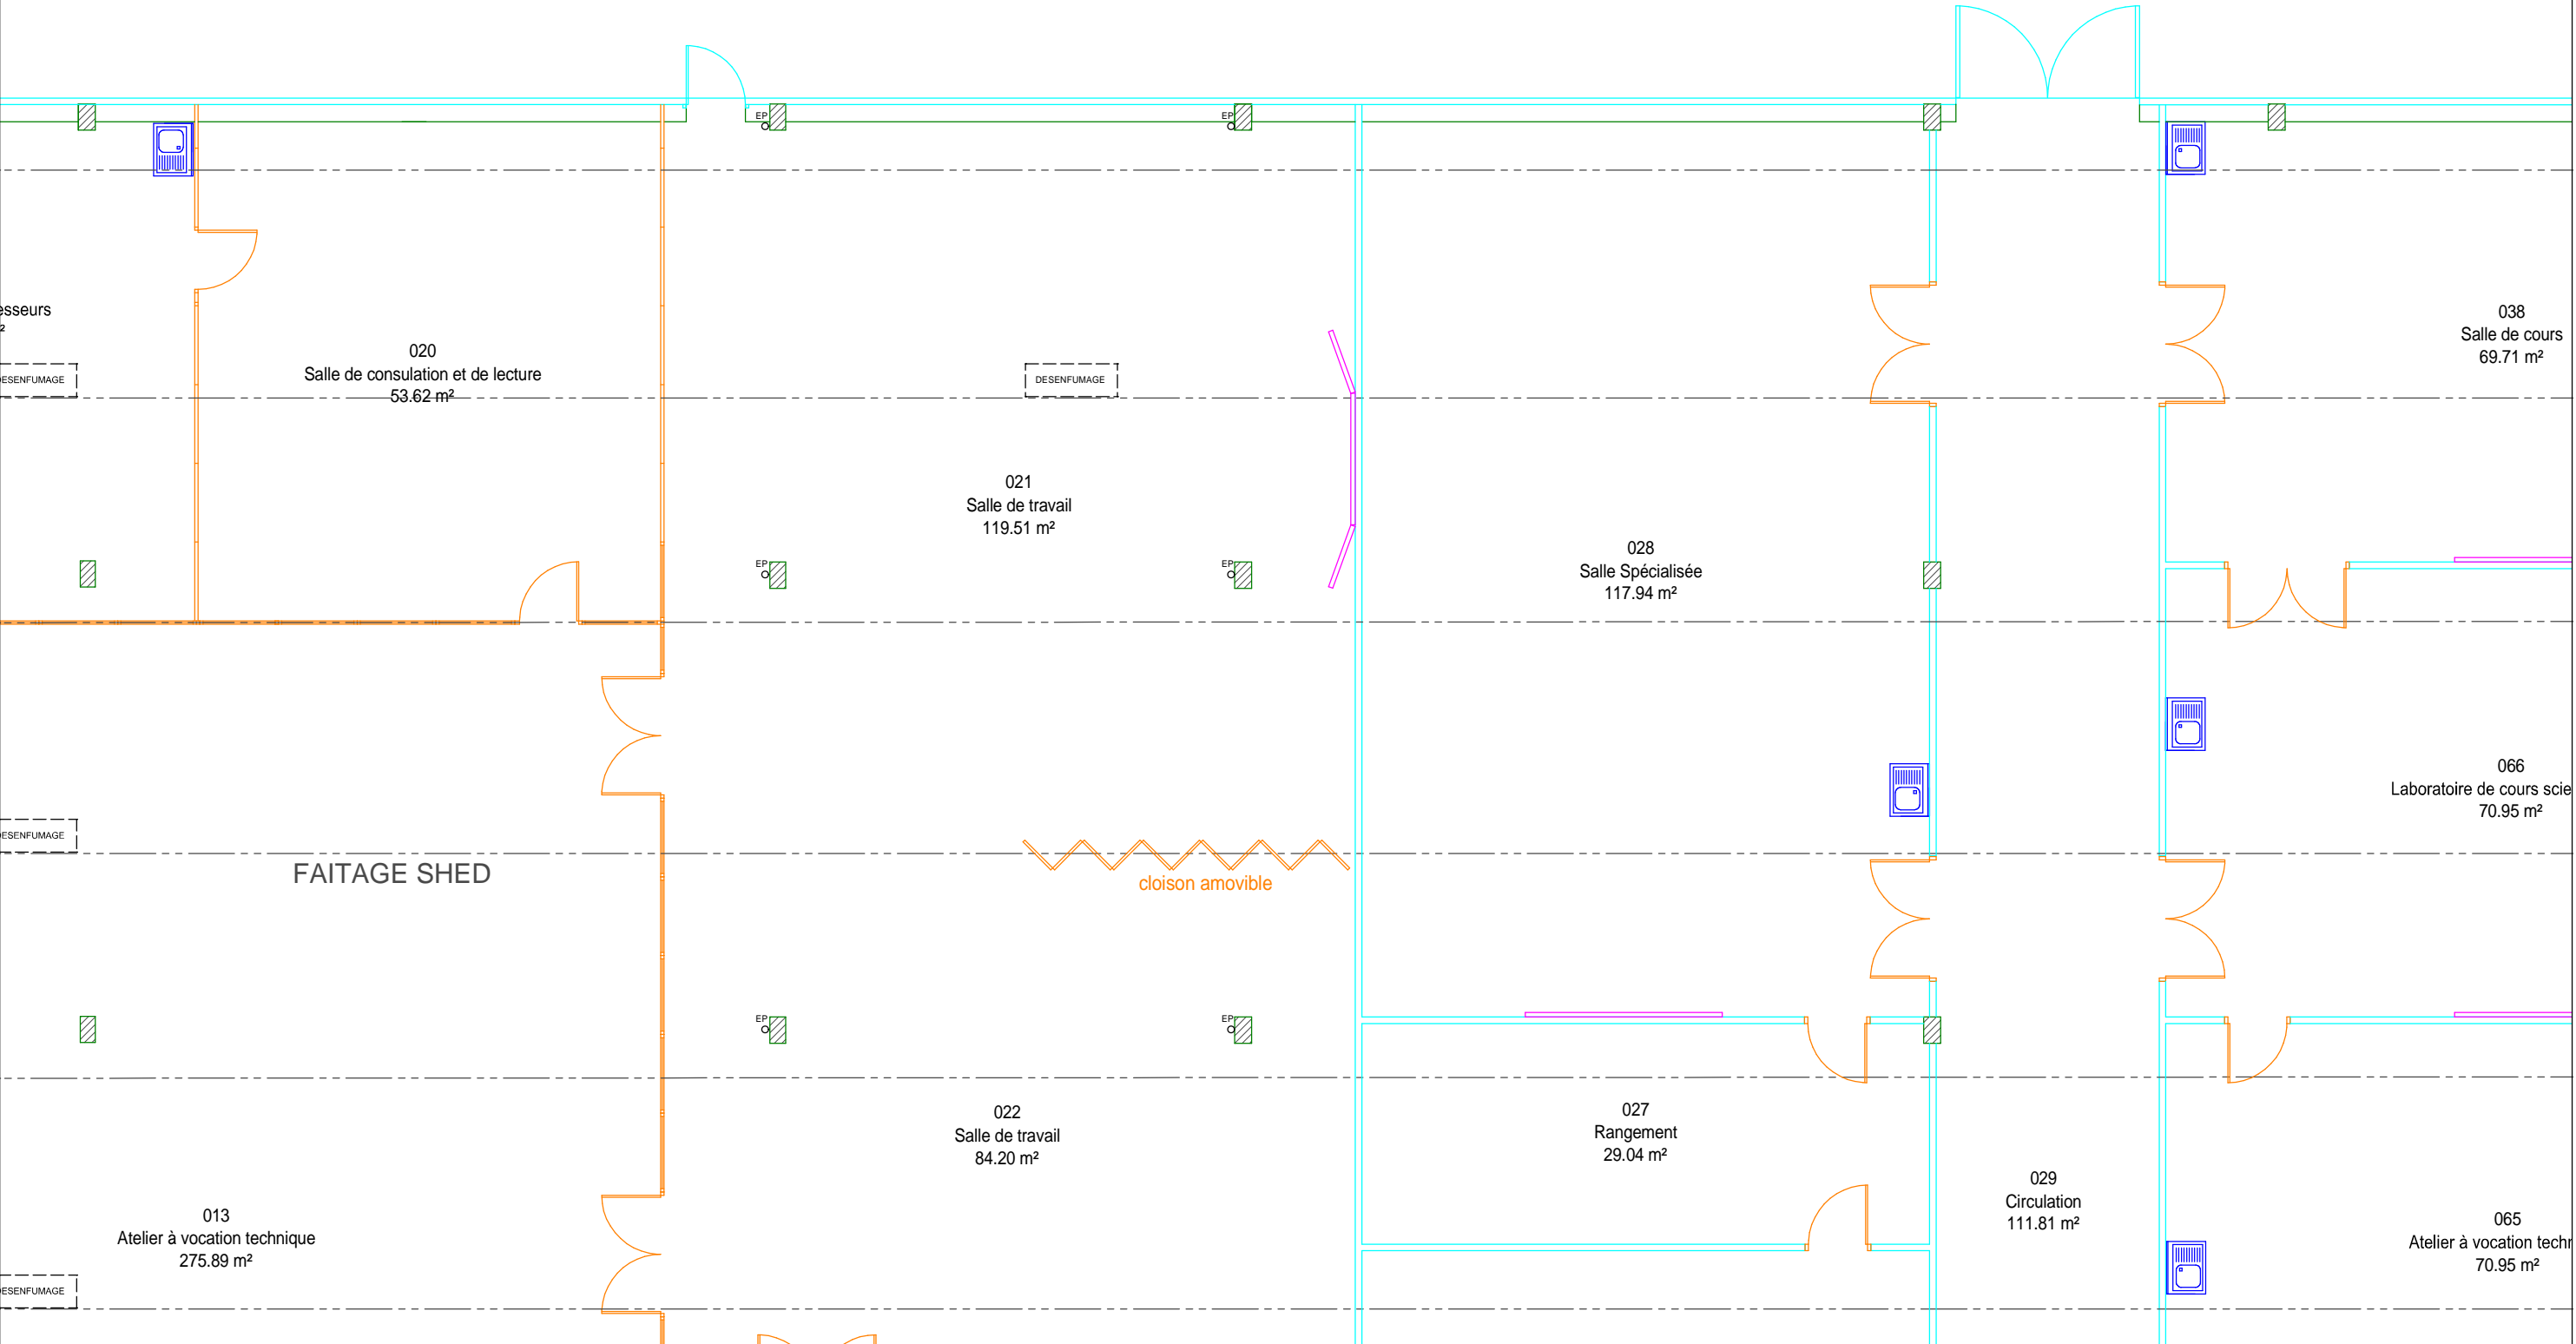 EP
EP
esseurs
²
DESENFUMAGE
020
Salle de consulation et de lecture
53.62 m²
DESENFUMAGE
021
Salle de travail
119.51 m²
038
Salle de cours
69.71 m²
EP
EP
028
Salle Spécialisée
117.94 m²
066
Laboratoire de cours scie
70.95 m²
DESENFUMAGE
FAITAGE SHED
cloison amovible
EP
EP
022
Salle de travail
84.20 m²
027
Rangement
29.04 m²
029
Circulation
111.81 m²
013
Atelier à vocation technique
275.89 m²
065
Atelier à vocation techn
70.95 m²
DESENFUMAGE